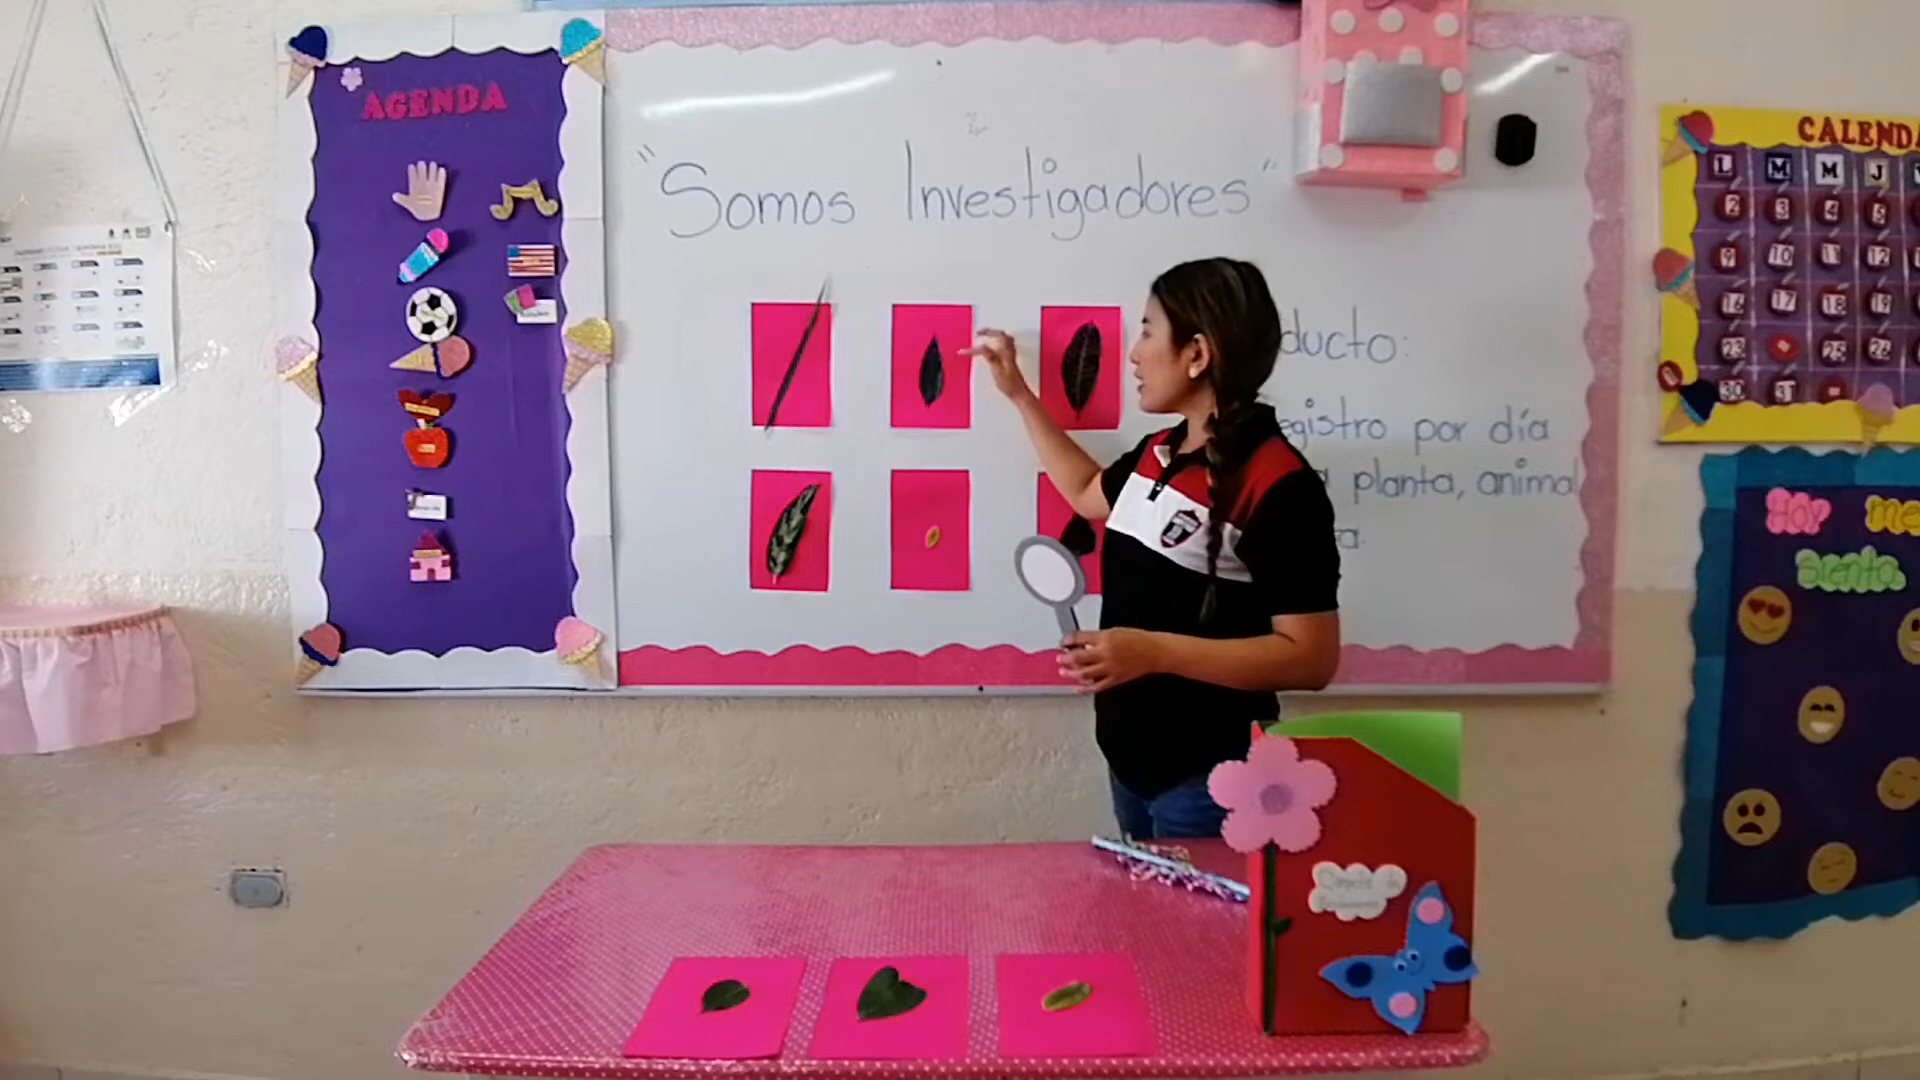 AGENDA
"Somos Investigadores"
ducto:
egistro por día
planta, animal
a.
CALENDA
L M M J
2 3 4 5
9 10 11 12
16 17 18 19
23 25 26
30 31
Hoy me
siento